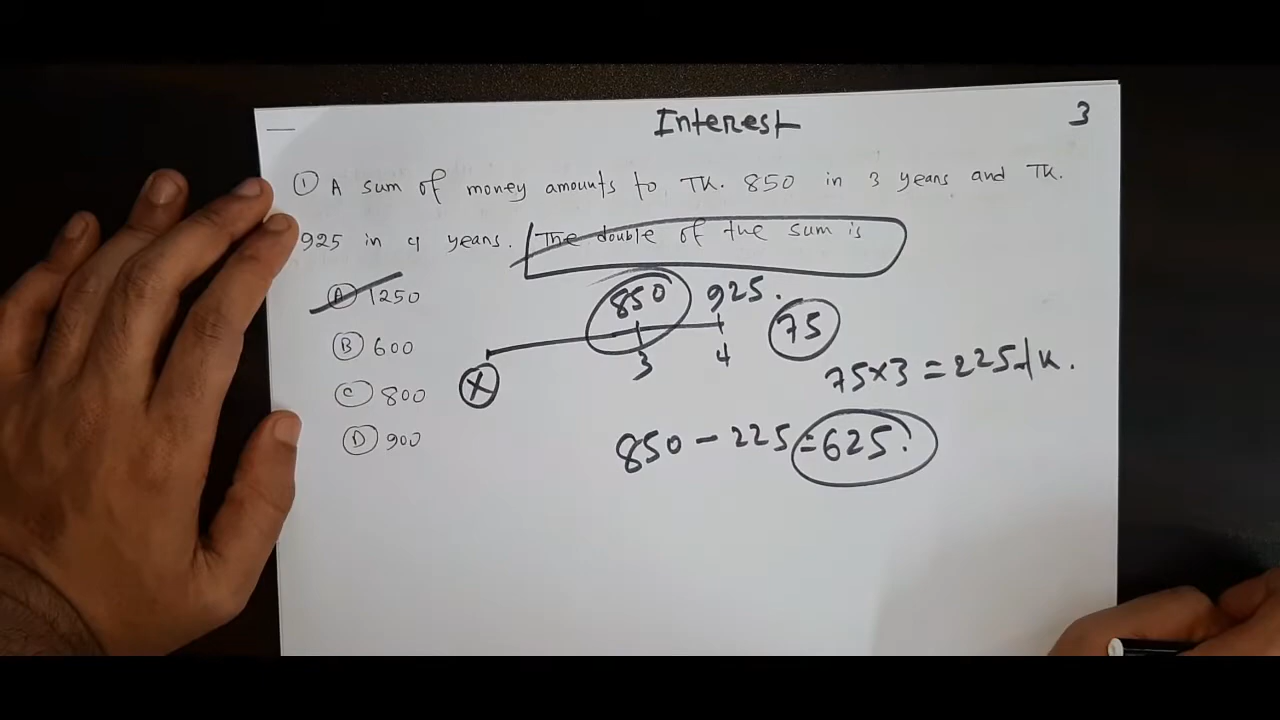 Interest 3
① A sum of money amounts to TK. 850 in 3 years and TK.
925 in 4 years. The double of the sum is
Ⓐ 1250
Ⓑ 600
Ⓒ 800
Ⓓ 900
850 925.
3 4
X
75
75×3 = 225 TK.
850 - 225 = 625.